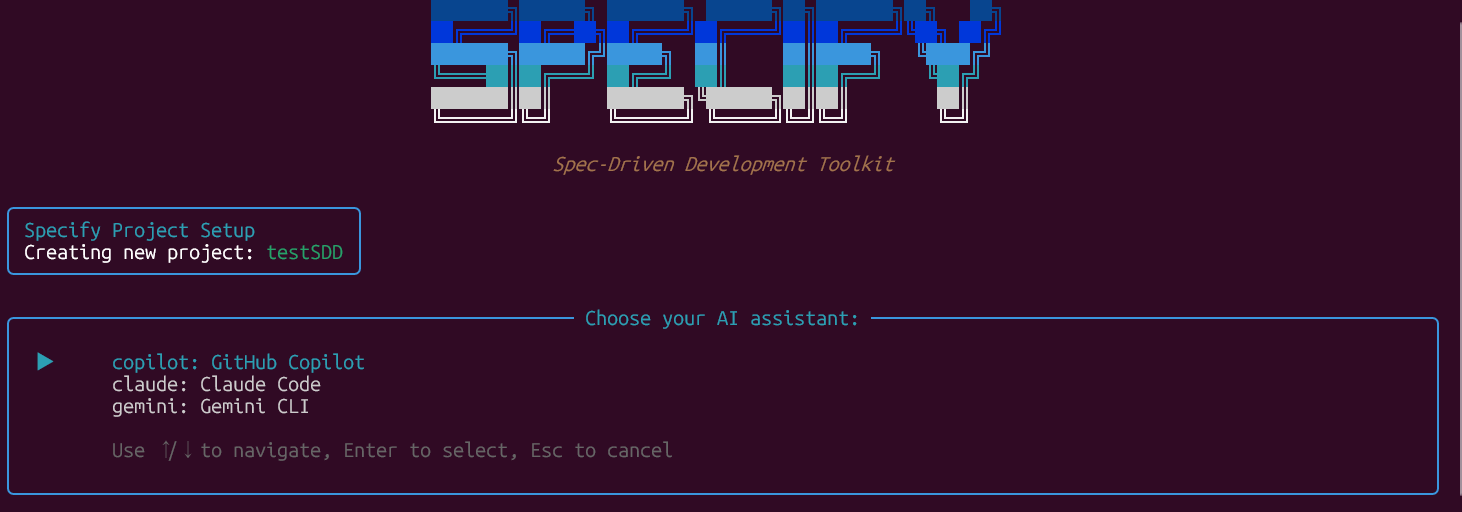 SPECIFY
Spec-Driven Development Toolkit
Specify Project Setup
Creating new project: testSDD
Choose your AI assistant:
▶ copilot: GitHub Copilot
claude: Claude Code
gemini: Gemini CLI
Use ↑/↓ to navigate, Enter to select, Esc to cancel